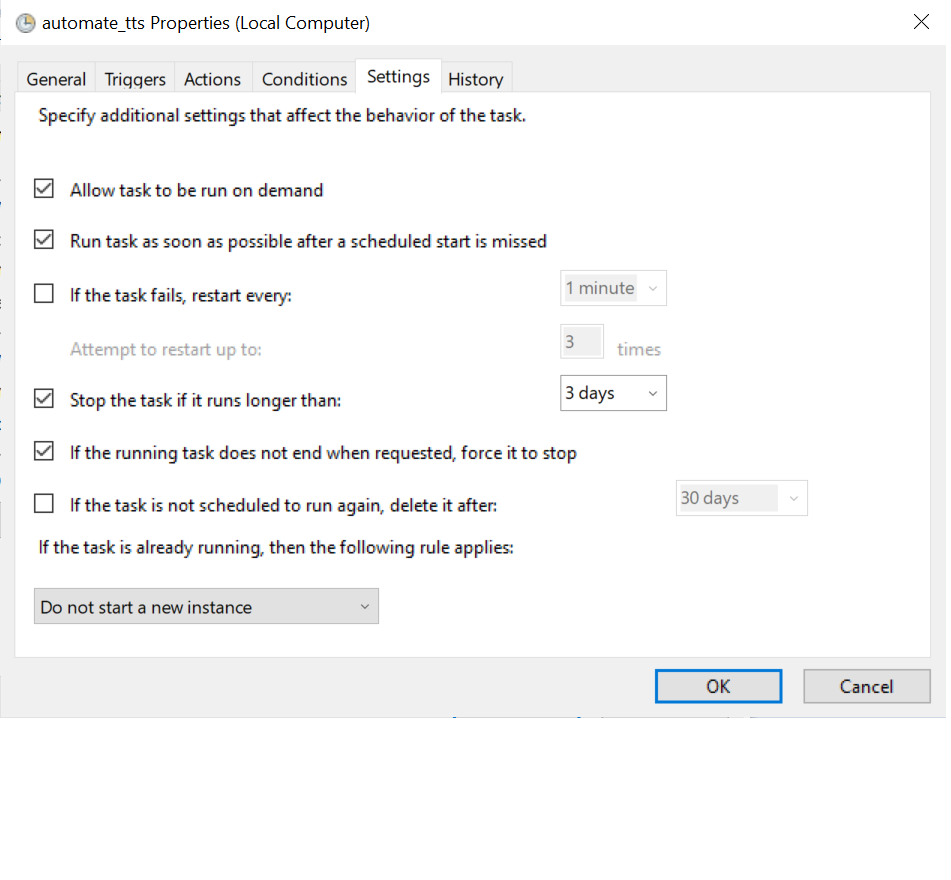 automate_tts Properties (Local Computer)
General Triggers Actions Conditions Settings History
Specify additional settings that affect the behavior of the task.
Allow task to be run on demand
Run task as soon as possible after a scheduled start is missed
If the task fails, restart every: 1 minute
Attempt to restart up to: 3 times
Stop the task if it runs longer than: 3 days
If the running task does not end when requested, force it to stop
If the task is not scheduled to run again, delete it after: 30 days
If the task is already running, then the following rule applies:
Do not start a new instance
OK Cancel